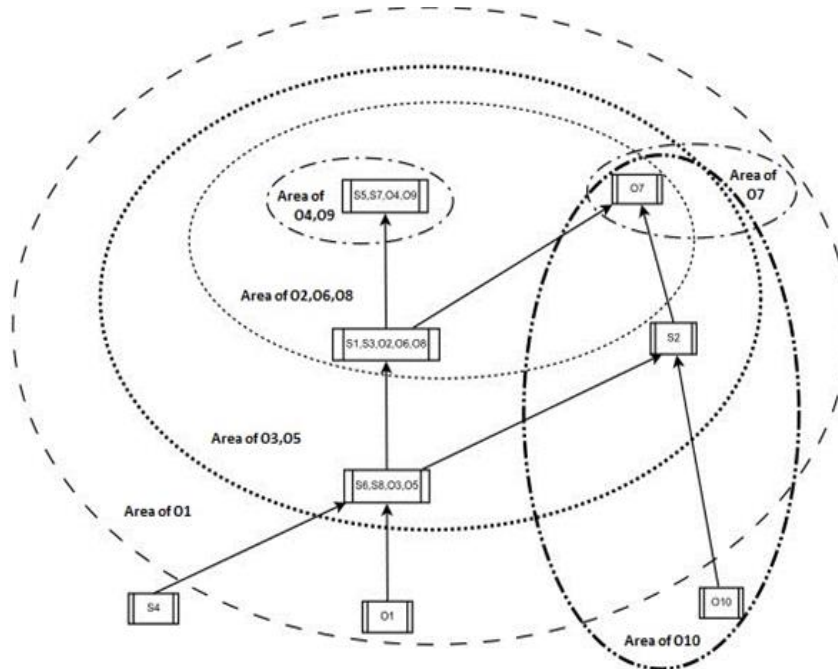 S5,S7,O4,O9
Area of
O4,O9
O7
Area of
O7
Area of O2,O6,O8
S1,S3,O2,O6,O8
S2
Area of O3,O5
S6,S8,O3,O5
Area of O1
S4
O1
O10
Area of O10